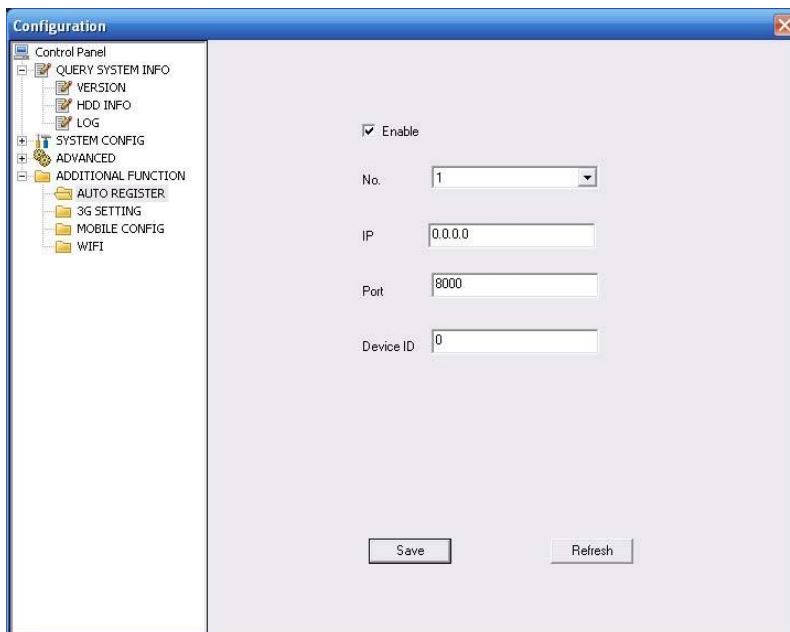 Configuration
Control Panel
QUERY SYSTEM INFO
VERSION
HDD INFO
LOG
SYSTEM CONFIG
ADVANCED
ADDITIONAL FUNCTION
AUTO REGISTER
3G SETTING
MOBILE CONFIG
WIFI
Enable
No. 1
IP 0.0.0.0
Port 8000
Device ID 0
Save Refresh